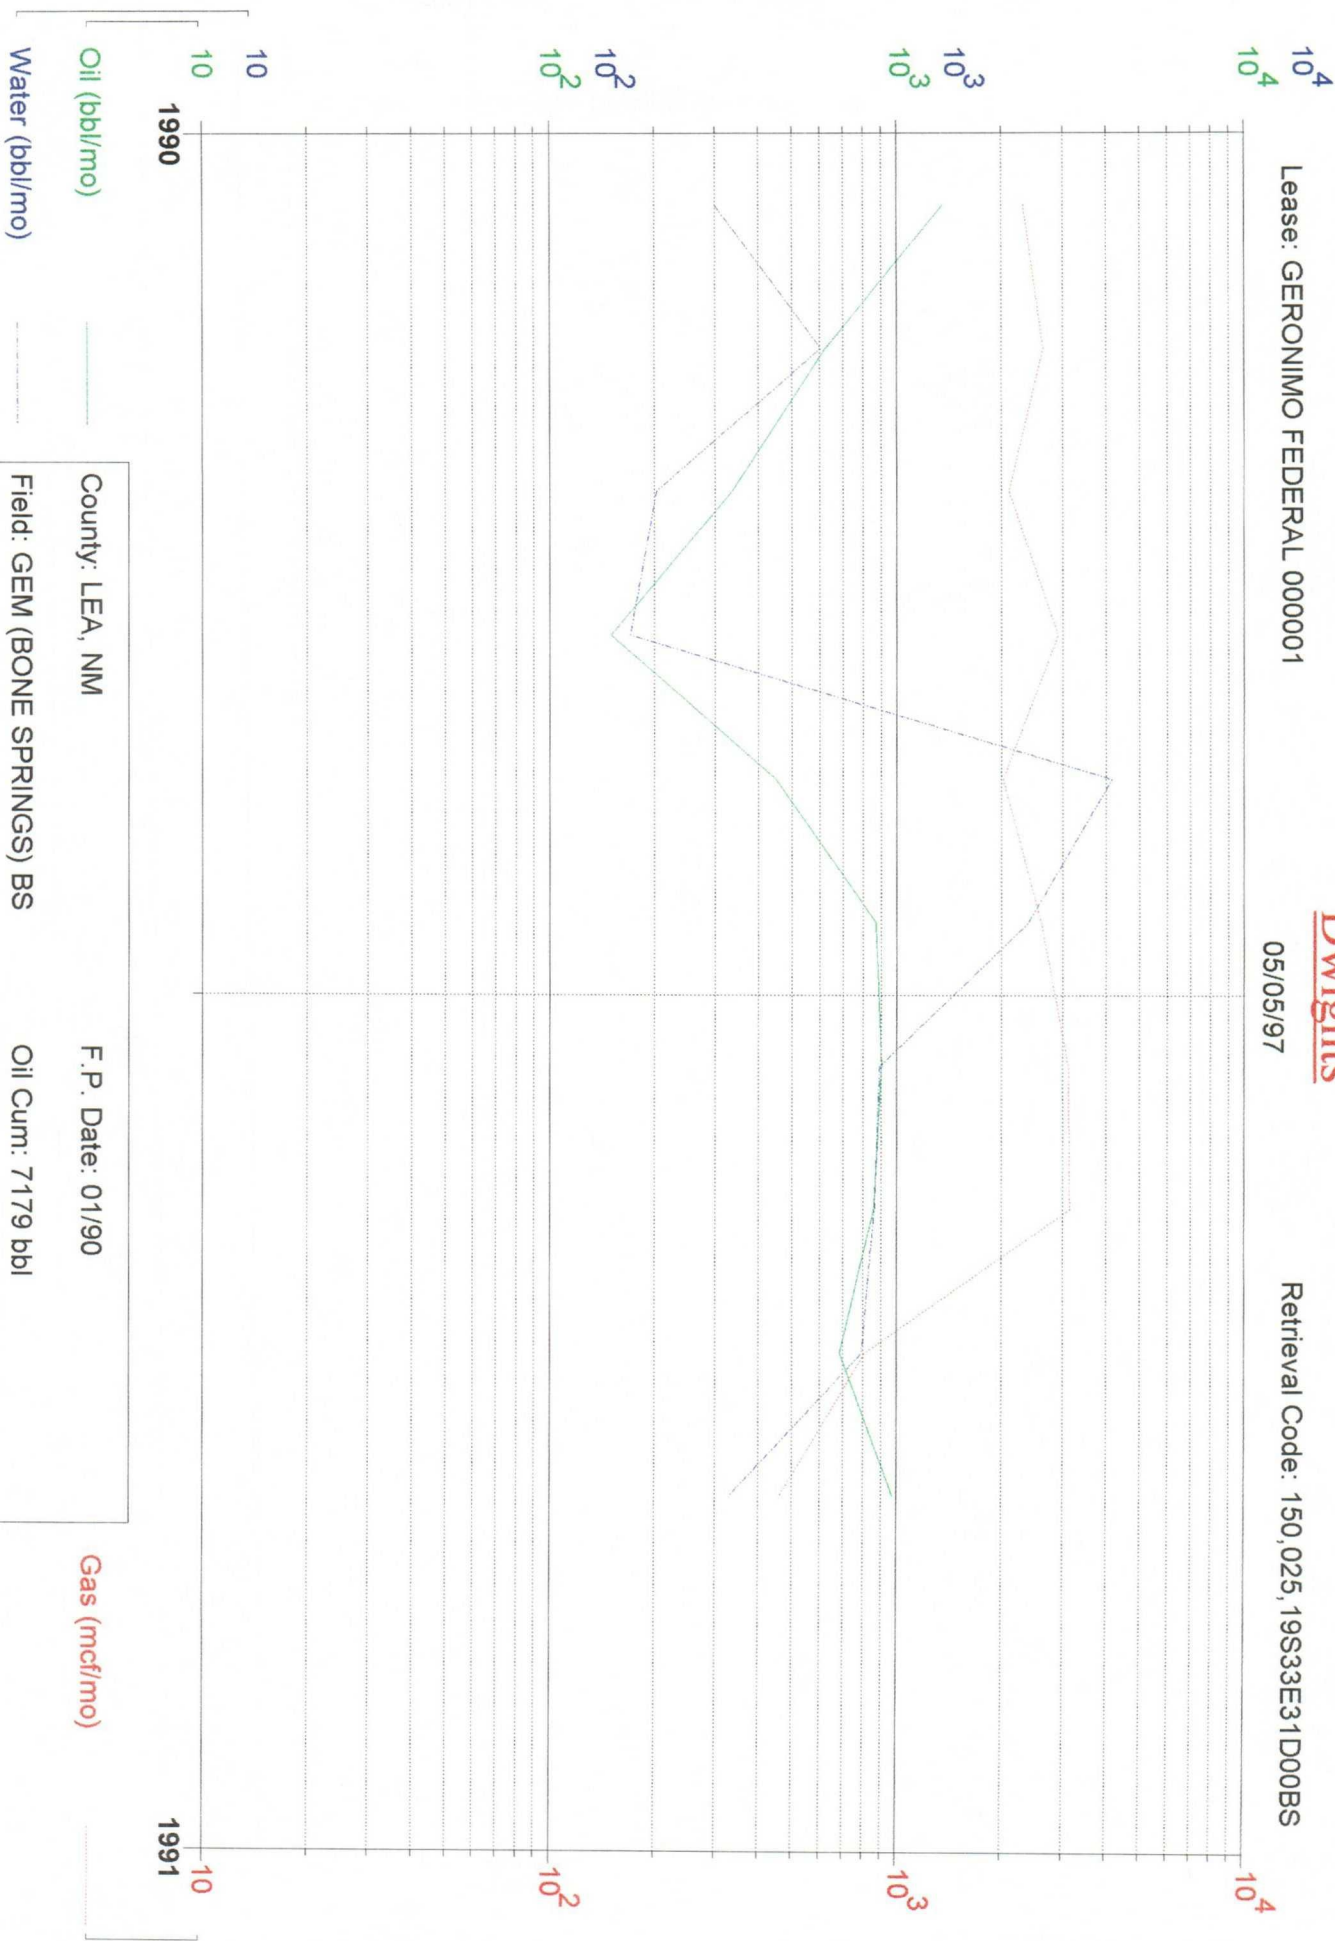 Dwights
Lease: GERONIMO FEDERAL 000001
05/05/97
Retrieval Code: 150,025,19S33E31D00BS
10⁴
10⁴
10³
10³
10²
10²
10
10
10⁴
10³
10²
10
1990
1991
Oil (bbl/mo)
Water (bbl/mo)
County: LEA, NM
F.P. Date: 01/90
Field: GEM (BONE SPRINGS) BS
Oil Cum: 7179 bbl
Gas (mcf/mo)